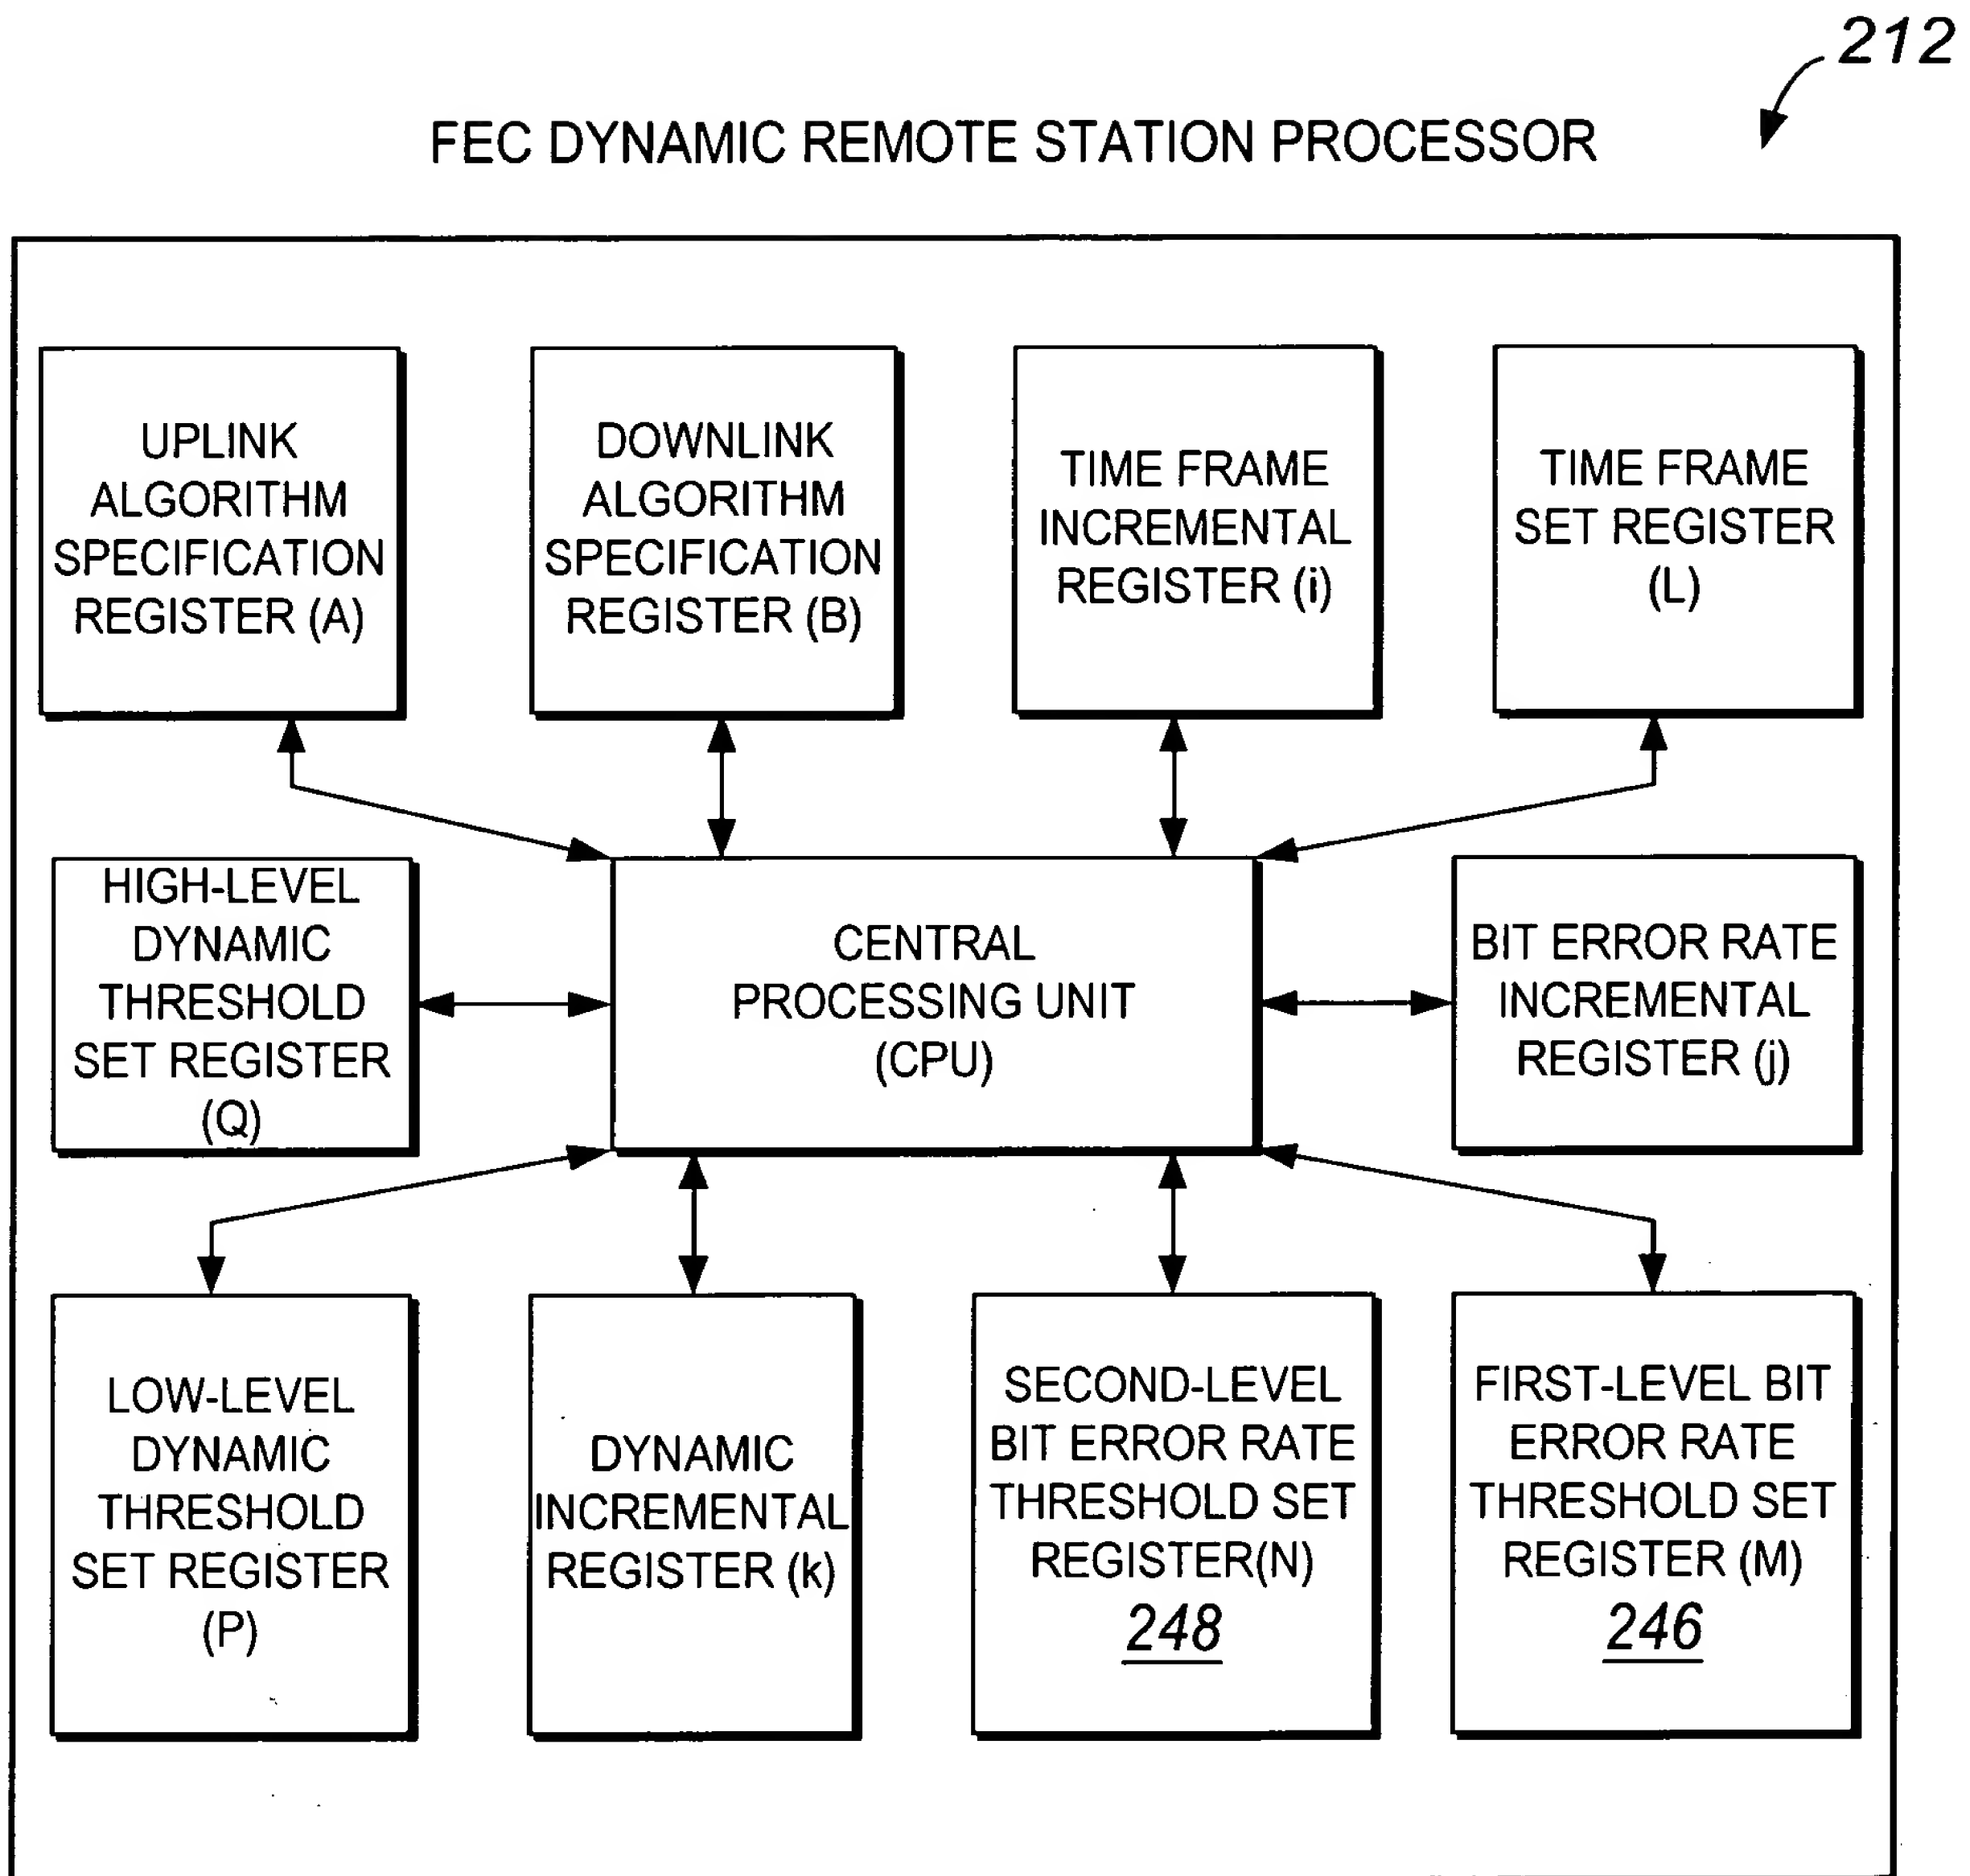 212
FEC DYNAMIC REMOTE STATION PROCESSOR
UPLINK
ALGORITHM
SPECIFICATION
REGISTER (A)
DOWNLINK
ALGORITHM
SPECIFICATION
REGISTER (B)
TIME FRAME
INCREMENTAL
REGISTER (i)
TIME FRAME
SET REGISTER
(L)
HIGH-LEVEL
DYNAMIC
THRESHOLD
SET REGISTER
(Q)
CENTRAL
PROCESSING UNIT
(CPU)
BIT ERROR RATE
INCREMENTAL
REGISTER (j)
LOW-LEVEL
DYNAMIC
THRESHOLD
SET REGISTER
(P)
DYNAMIC
INCREMENTAL
REGISTER (k)
SECOND-LEVEL
BIT ERROR RATE
THRESHOLD SET
REGISTER(N)
248
FIRST-LEVEL BIT
ERROR RATE
THRESHOLD SET
REGISTER (M)
246